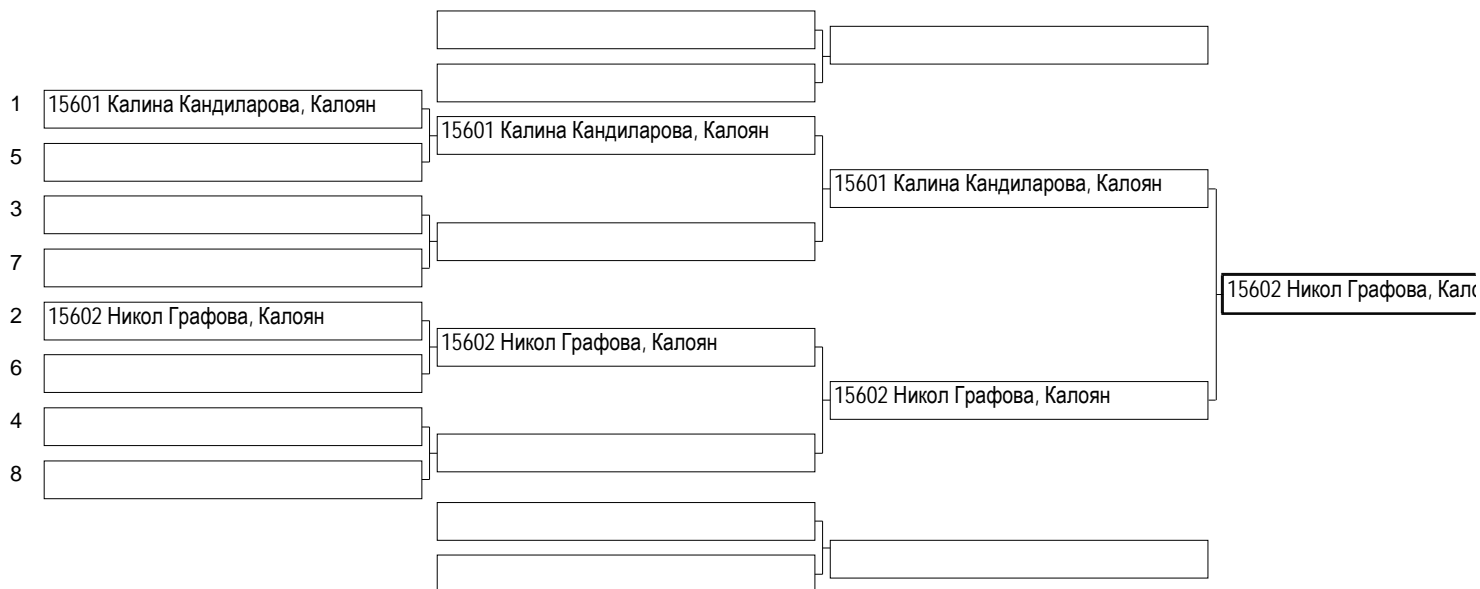 1 15601 Калина Кандиларова, Калоян
15601 Калина Кандиларова, Калоян
5
15601 Калина Кандиларова, Калоян
3
7
15602 Никол Графова, Кало
2 15602 Никол Графова, Калоян
15602 Никол Графова, Калоян
6
15602 Никол Графова, Калоян
4
8